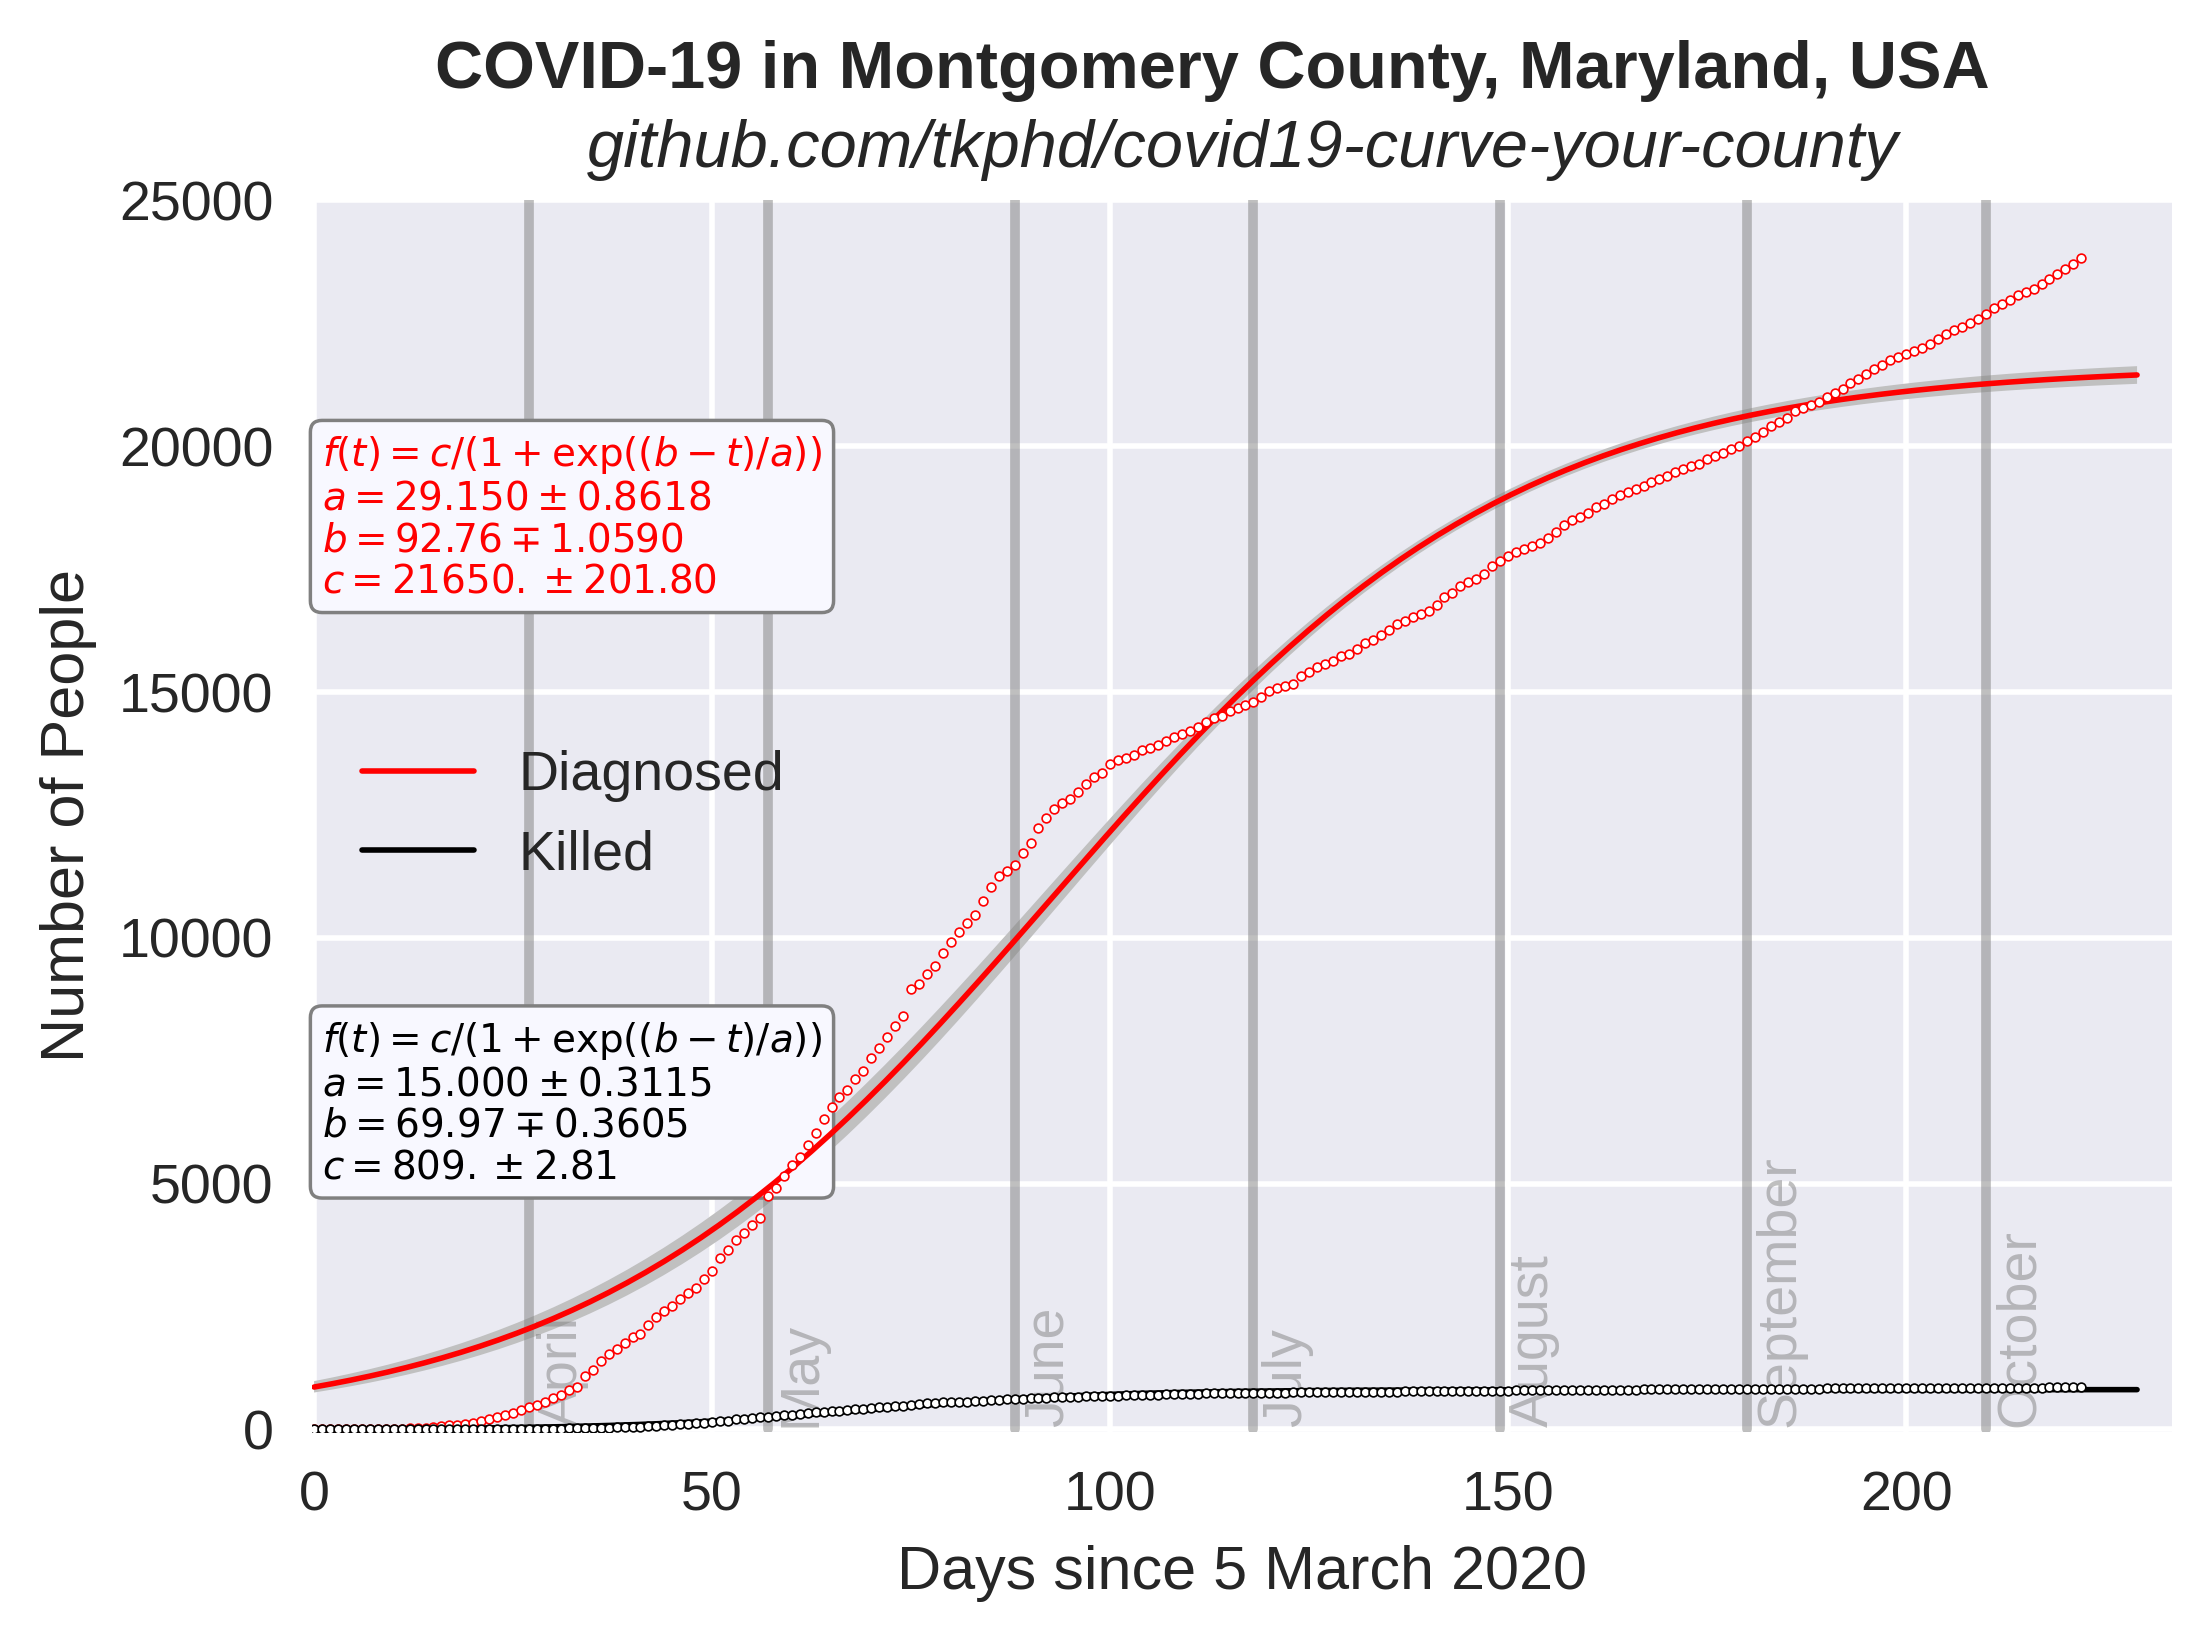 COVID-19 in Montgomery County, Maryland, USA
github.com/tkphd/covid19-curve-your-county
25000
20000
15000
10000
5000
0
Number of People
f(t) = c/(1 + exp((b − t)/a))
a = 29.150 ± 0.8618
b = 92.76 ∓ 1.0590
c = 21650. ± 201.80
Diagnosed
Killed
f(t) = c/(1 + exp((b − t)/a))
a = 15.000 ± 0.3115
b = 69.97 ∓ 0.3605
c = 809. ± 2.81
April
May
June
July
August
September
October
0
50
100
150
200
Days since 5 March 2020